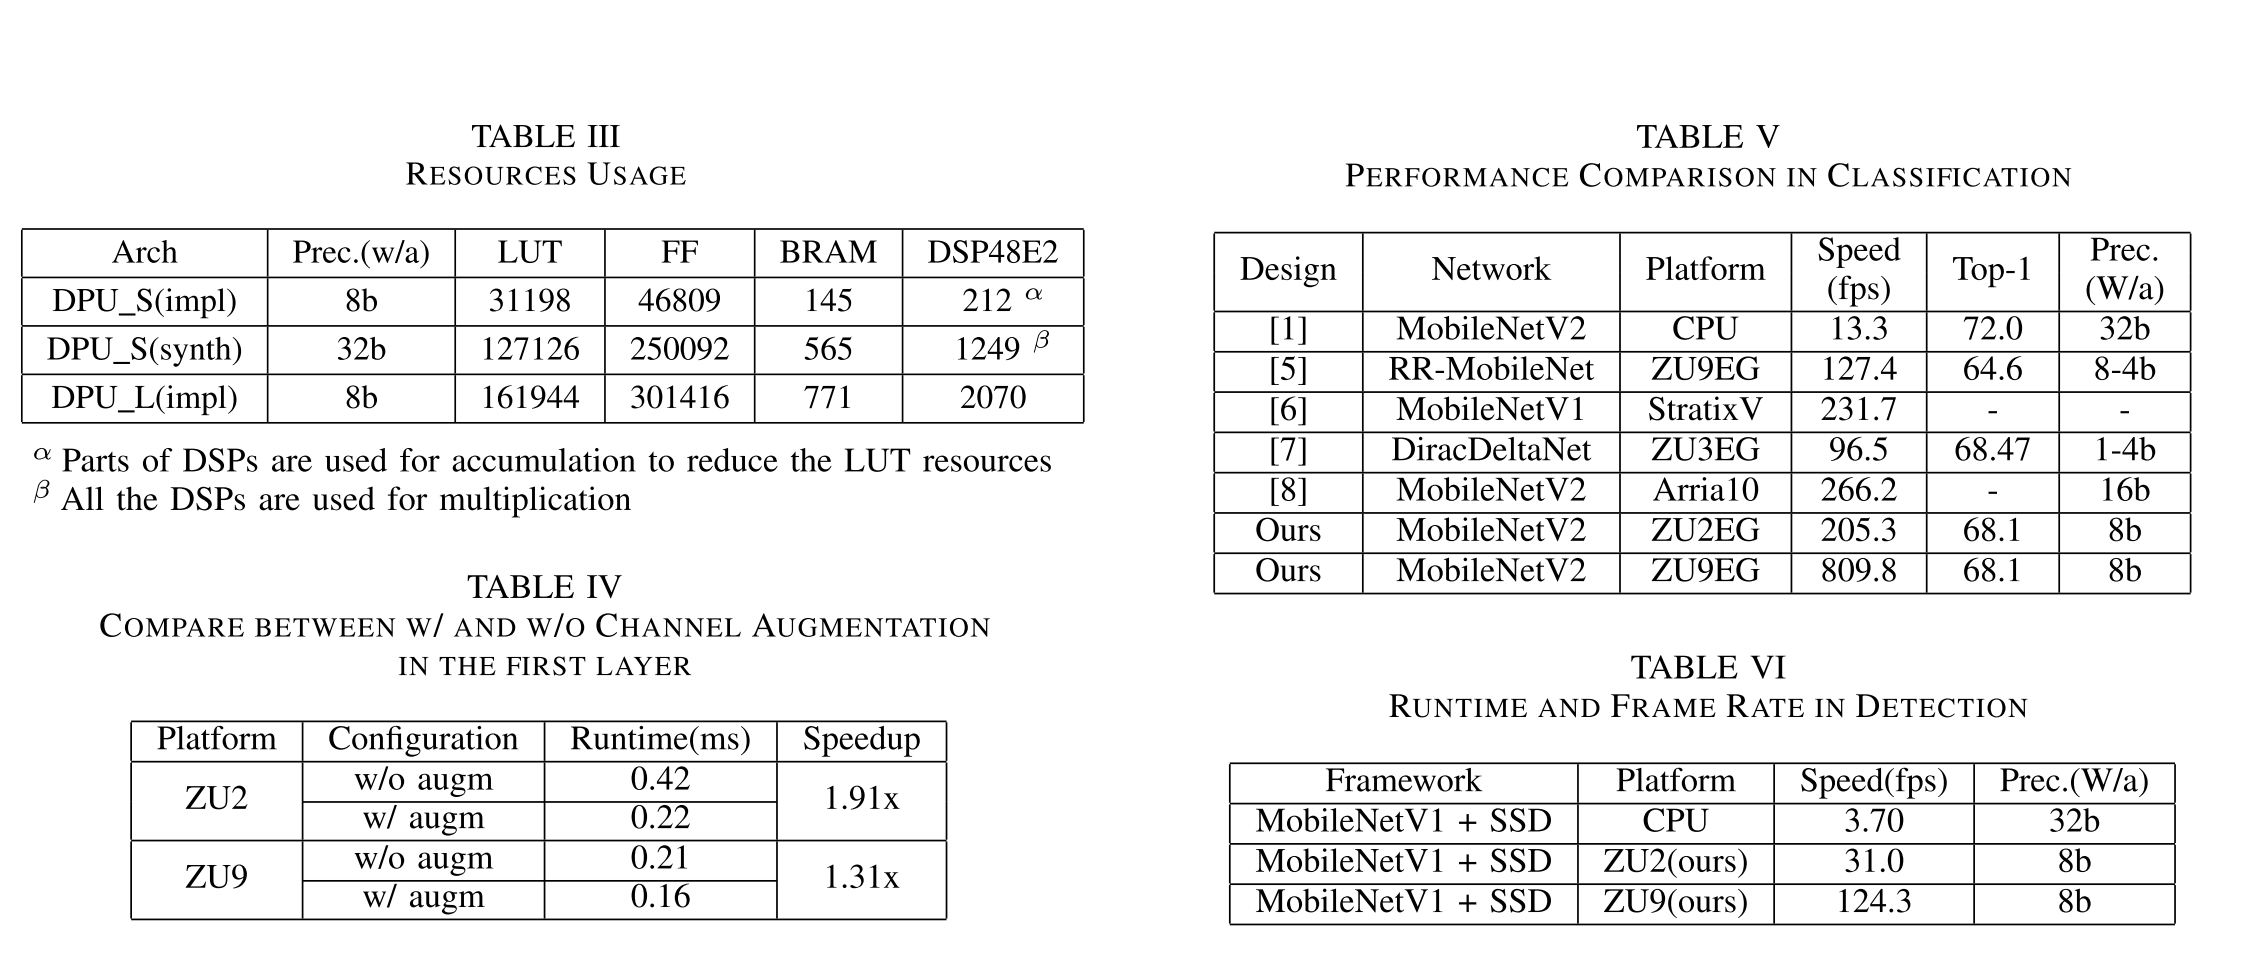 TABLE III
RESOURCES USAGE
Arch Prec.(w/a) LUT FF BRAM DSP48E2
DPU_S(impl) 8b 31198 46809 145 212 α
DPU_S(synth) 32b 127126 250092 565 1249 β
DPU_L(impl) 8b 161944 301416 771 2070
α Parts of DSPs are used for accumulation to reduce the LUT resources
β All the DSPs are used for multiplication
TABLE IV
COMPARE BETWEEN W/ AND W/O CHANNEL AUGMENTATION
IN THE FIRST LAYER
Platform Configuration Runtime(ms) Speedup
ZU2 w/o augm 0.42 1.91x
w/ augm 0.22
ZU9 w/o augm 0.21 1.31x
w/ augm 0.16
TABLE V
PERFORMANCE COMPARISON IN CLASSIFICATION
Design Network Platform Speed (fps) Top-1 Prec. (W/a)
[1] MobileNetV2 CPU 13.3 72.0 32b
[5] RR-MobileNet ZU9EG 127.4 64.6 8-4b
[6] MobileNetV1 StratixV 231.7 - -
[7] DiracDeltaNet ZU3EG 96.5 68.47 1-4b
[8] MobileNetV2 Arria10 266.2 - 16b
Ours MobileNetV2 ZU2EG 205.3 68.1 8b
Ours MobileNetV2 ZU9EG 809.8 68.1 8b
TABLE VI
RUNTIME AND FRAME RATE IN DETECTION
Framework Platform Speed(fps) Prec.(W/a)
MobileNetV1 + SSD CPU 3.70 32b
MobileNetV1 + SSD ZU2(ours) 31.0 8b
MobileNetV1 + SSD ZU9(ours) 124.3 8b